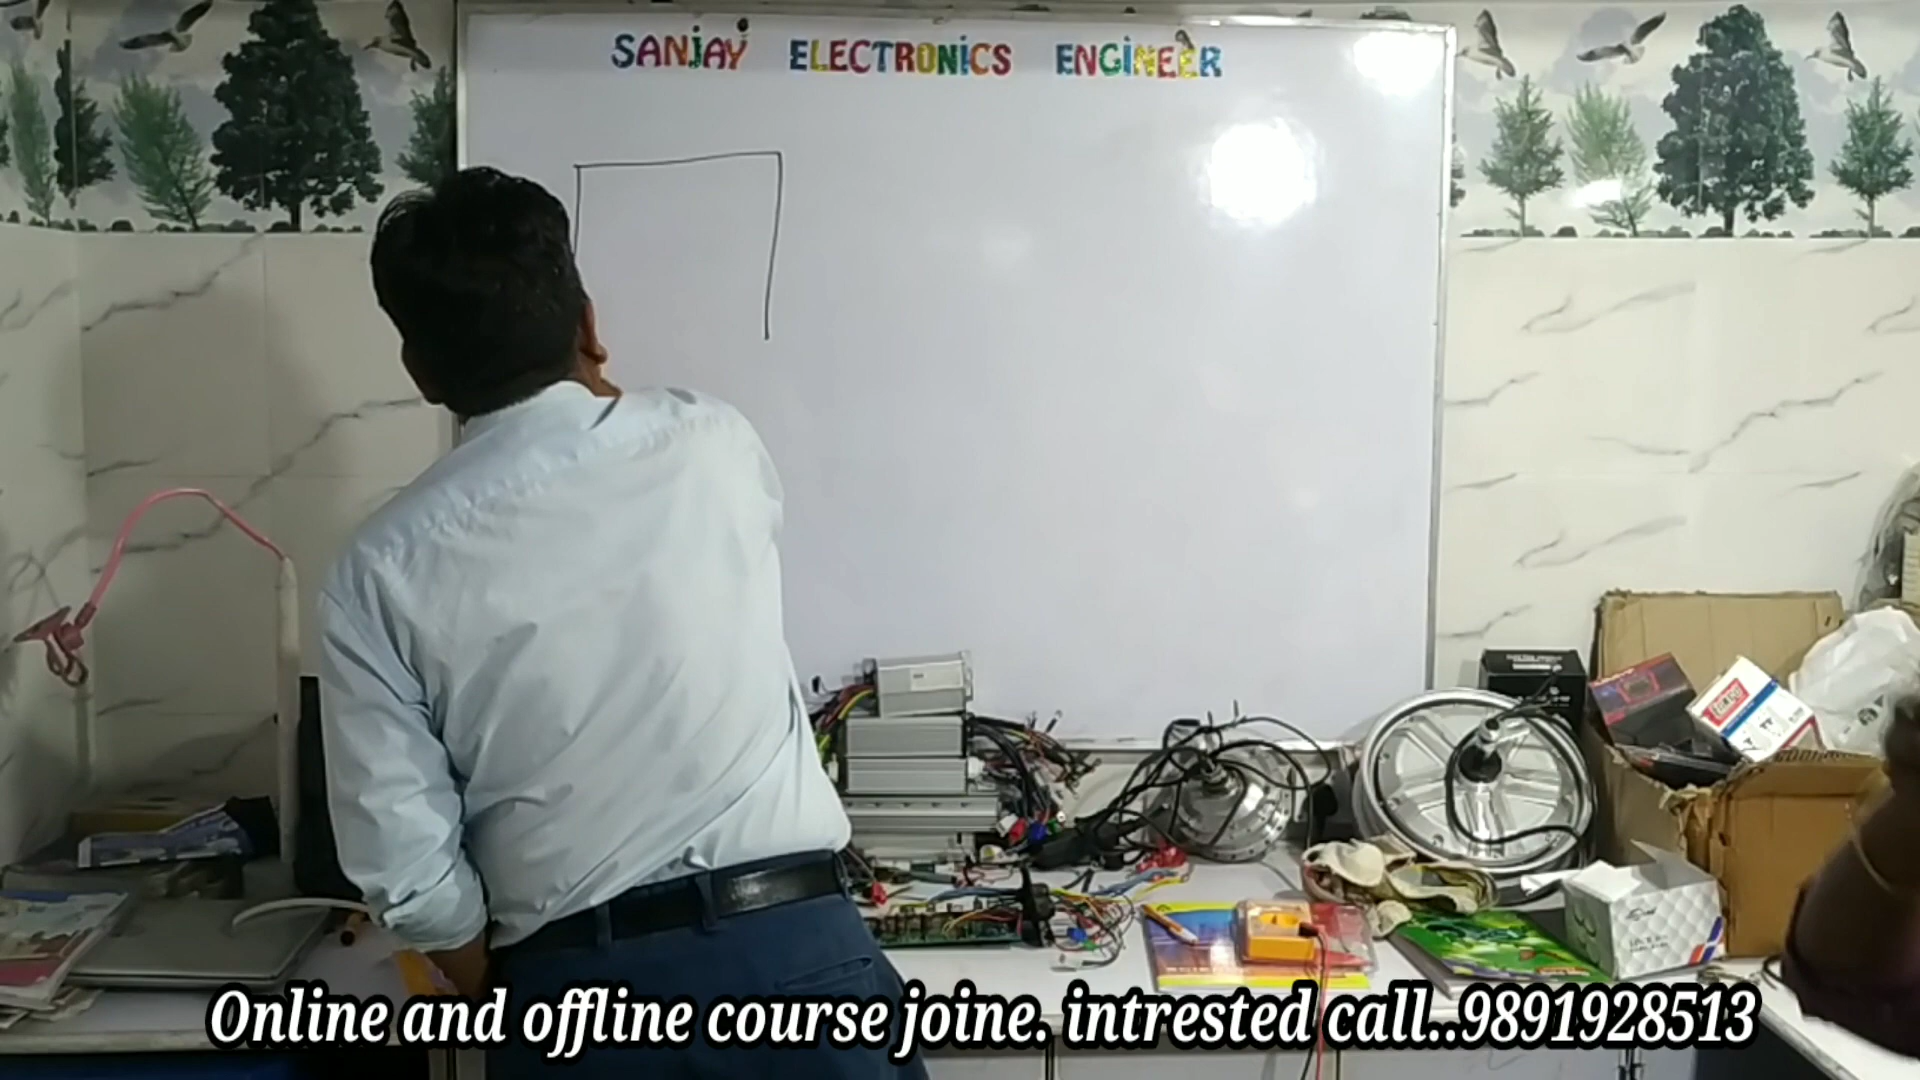 SANJAY ELECTRONICS ENGINEER
Online and offline course joine. intrested call..9891928513